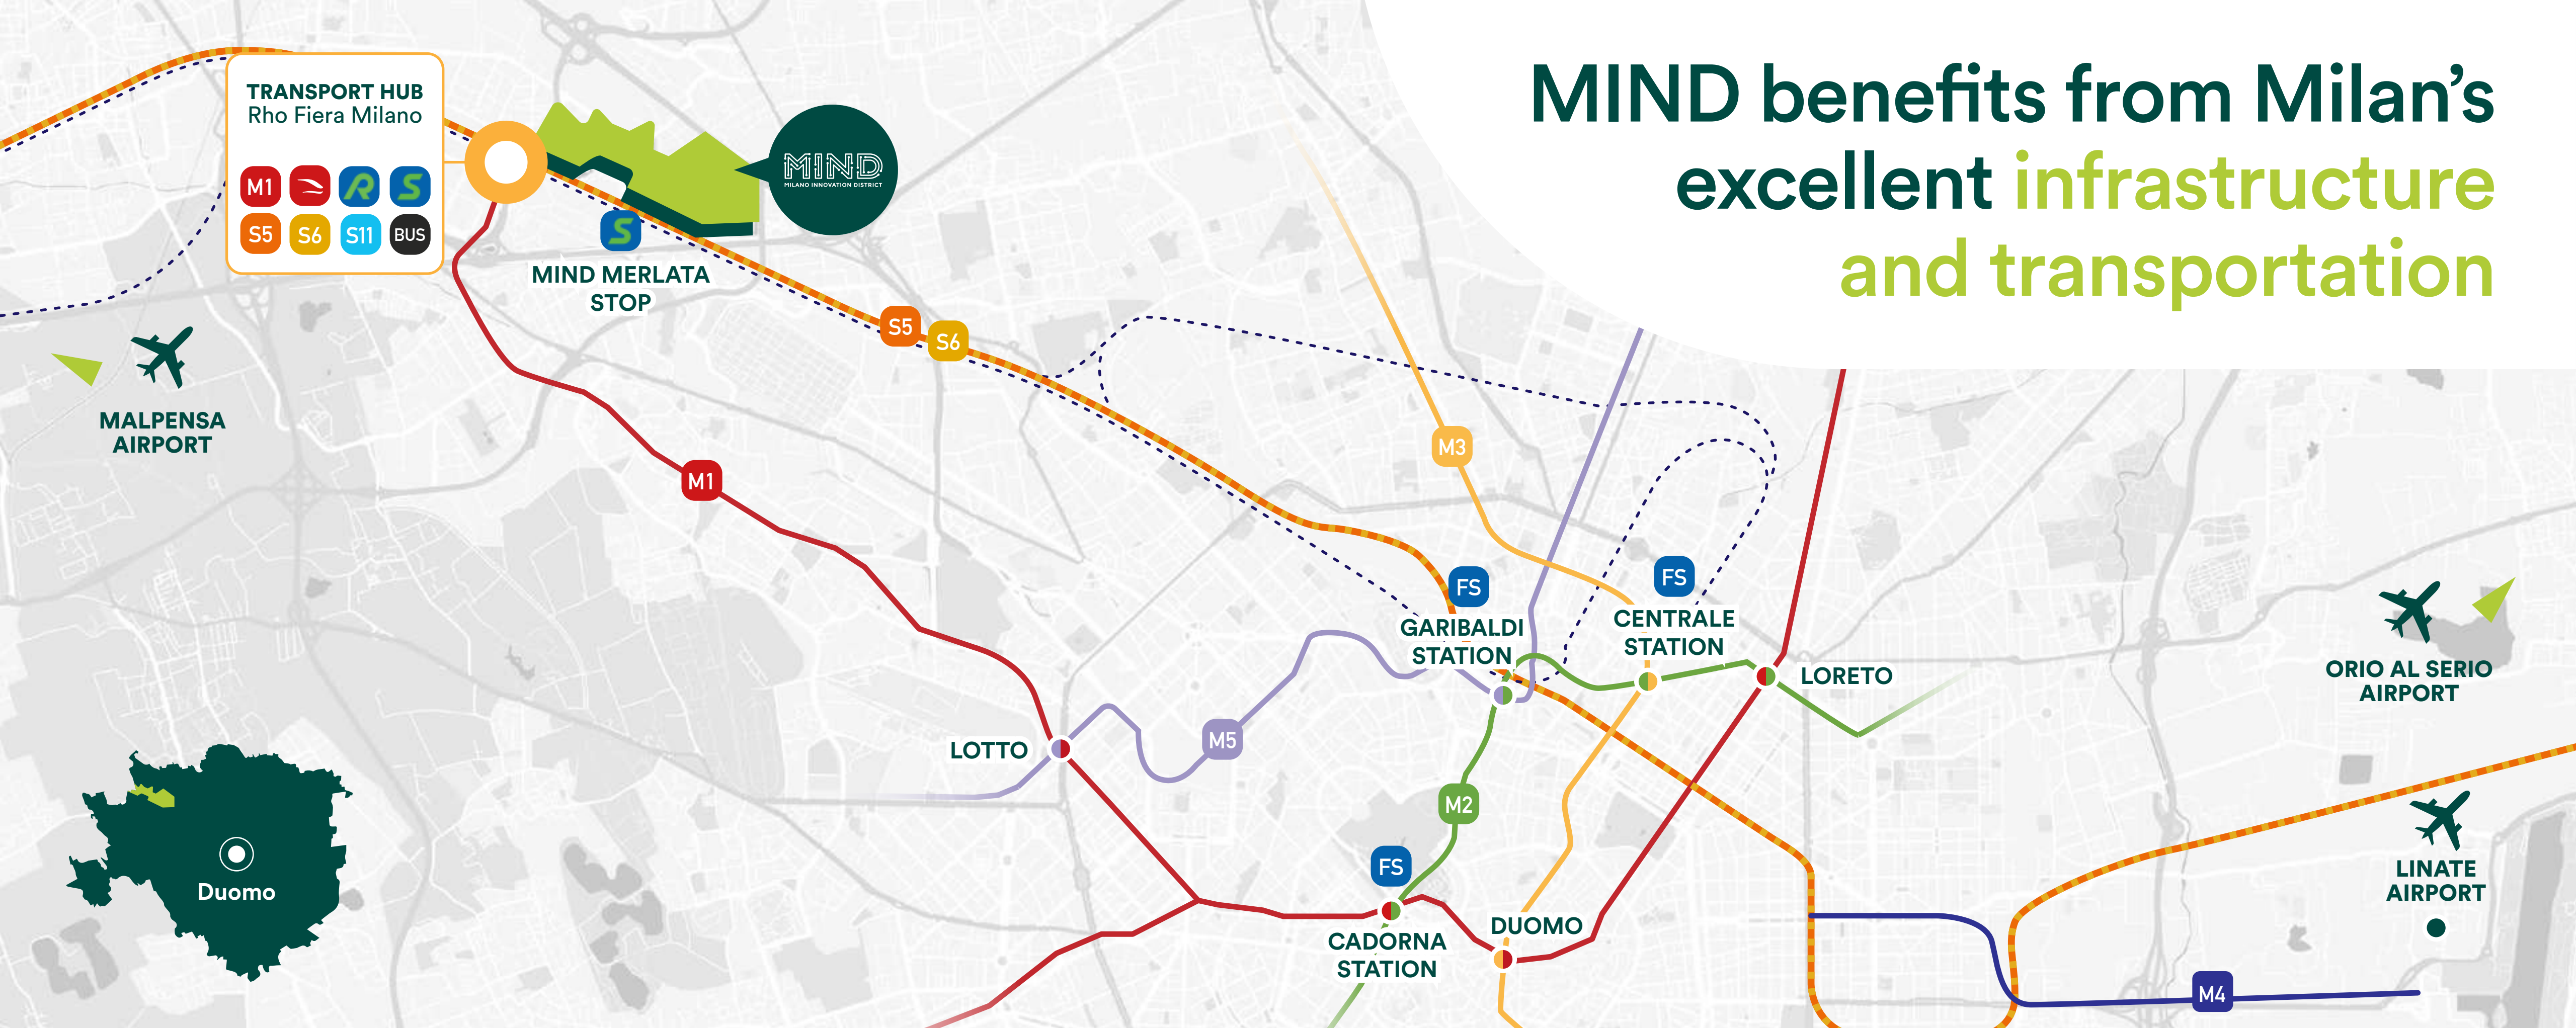 MIND benefits from Milan's
excellent infrastructure
and transportation
TRANSPORT HUB
Rho Fiera Milano
M1
R
S
S5
S6
S11
BUS
MIND
MILANO INNOVATION DISTRICT
S
MIND MERLATA
STOP
S5
S6
MALPENSA
AIRPORT
M3
M1
FS
GARIBALDI
STATION
FS
CENTRALE
STATION
LORETO
ORIO AL SERIO
AIRPORT
LOTTO
M5
M2
FS
CADORNA
STATION
DUOMO
LINATE
AIRPORT
M4
Duomo